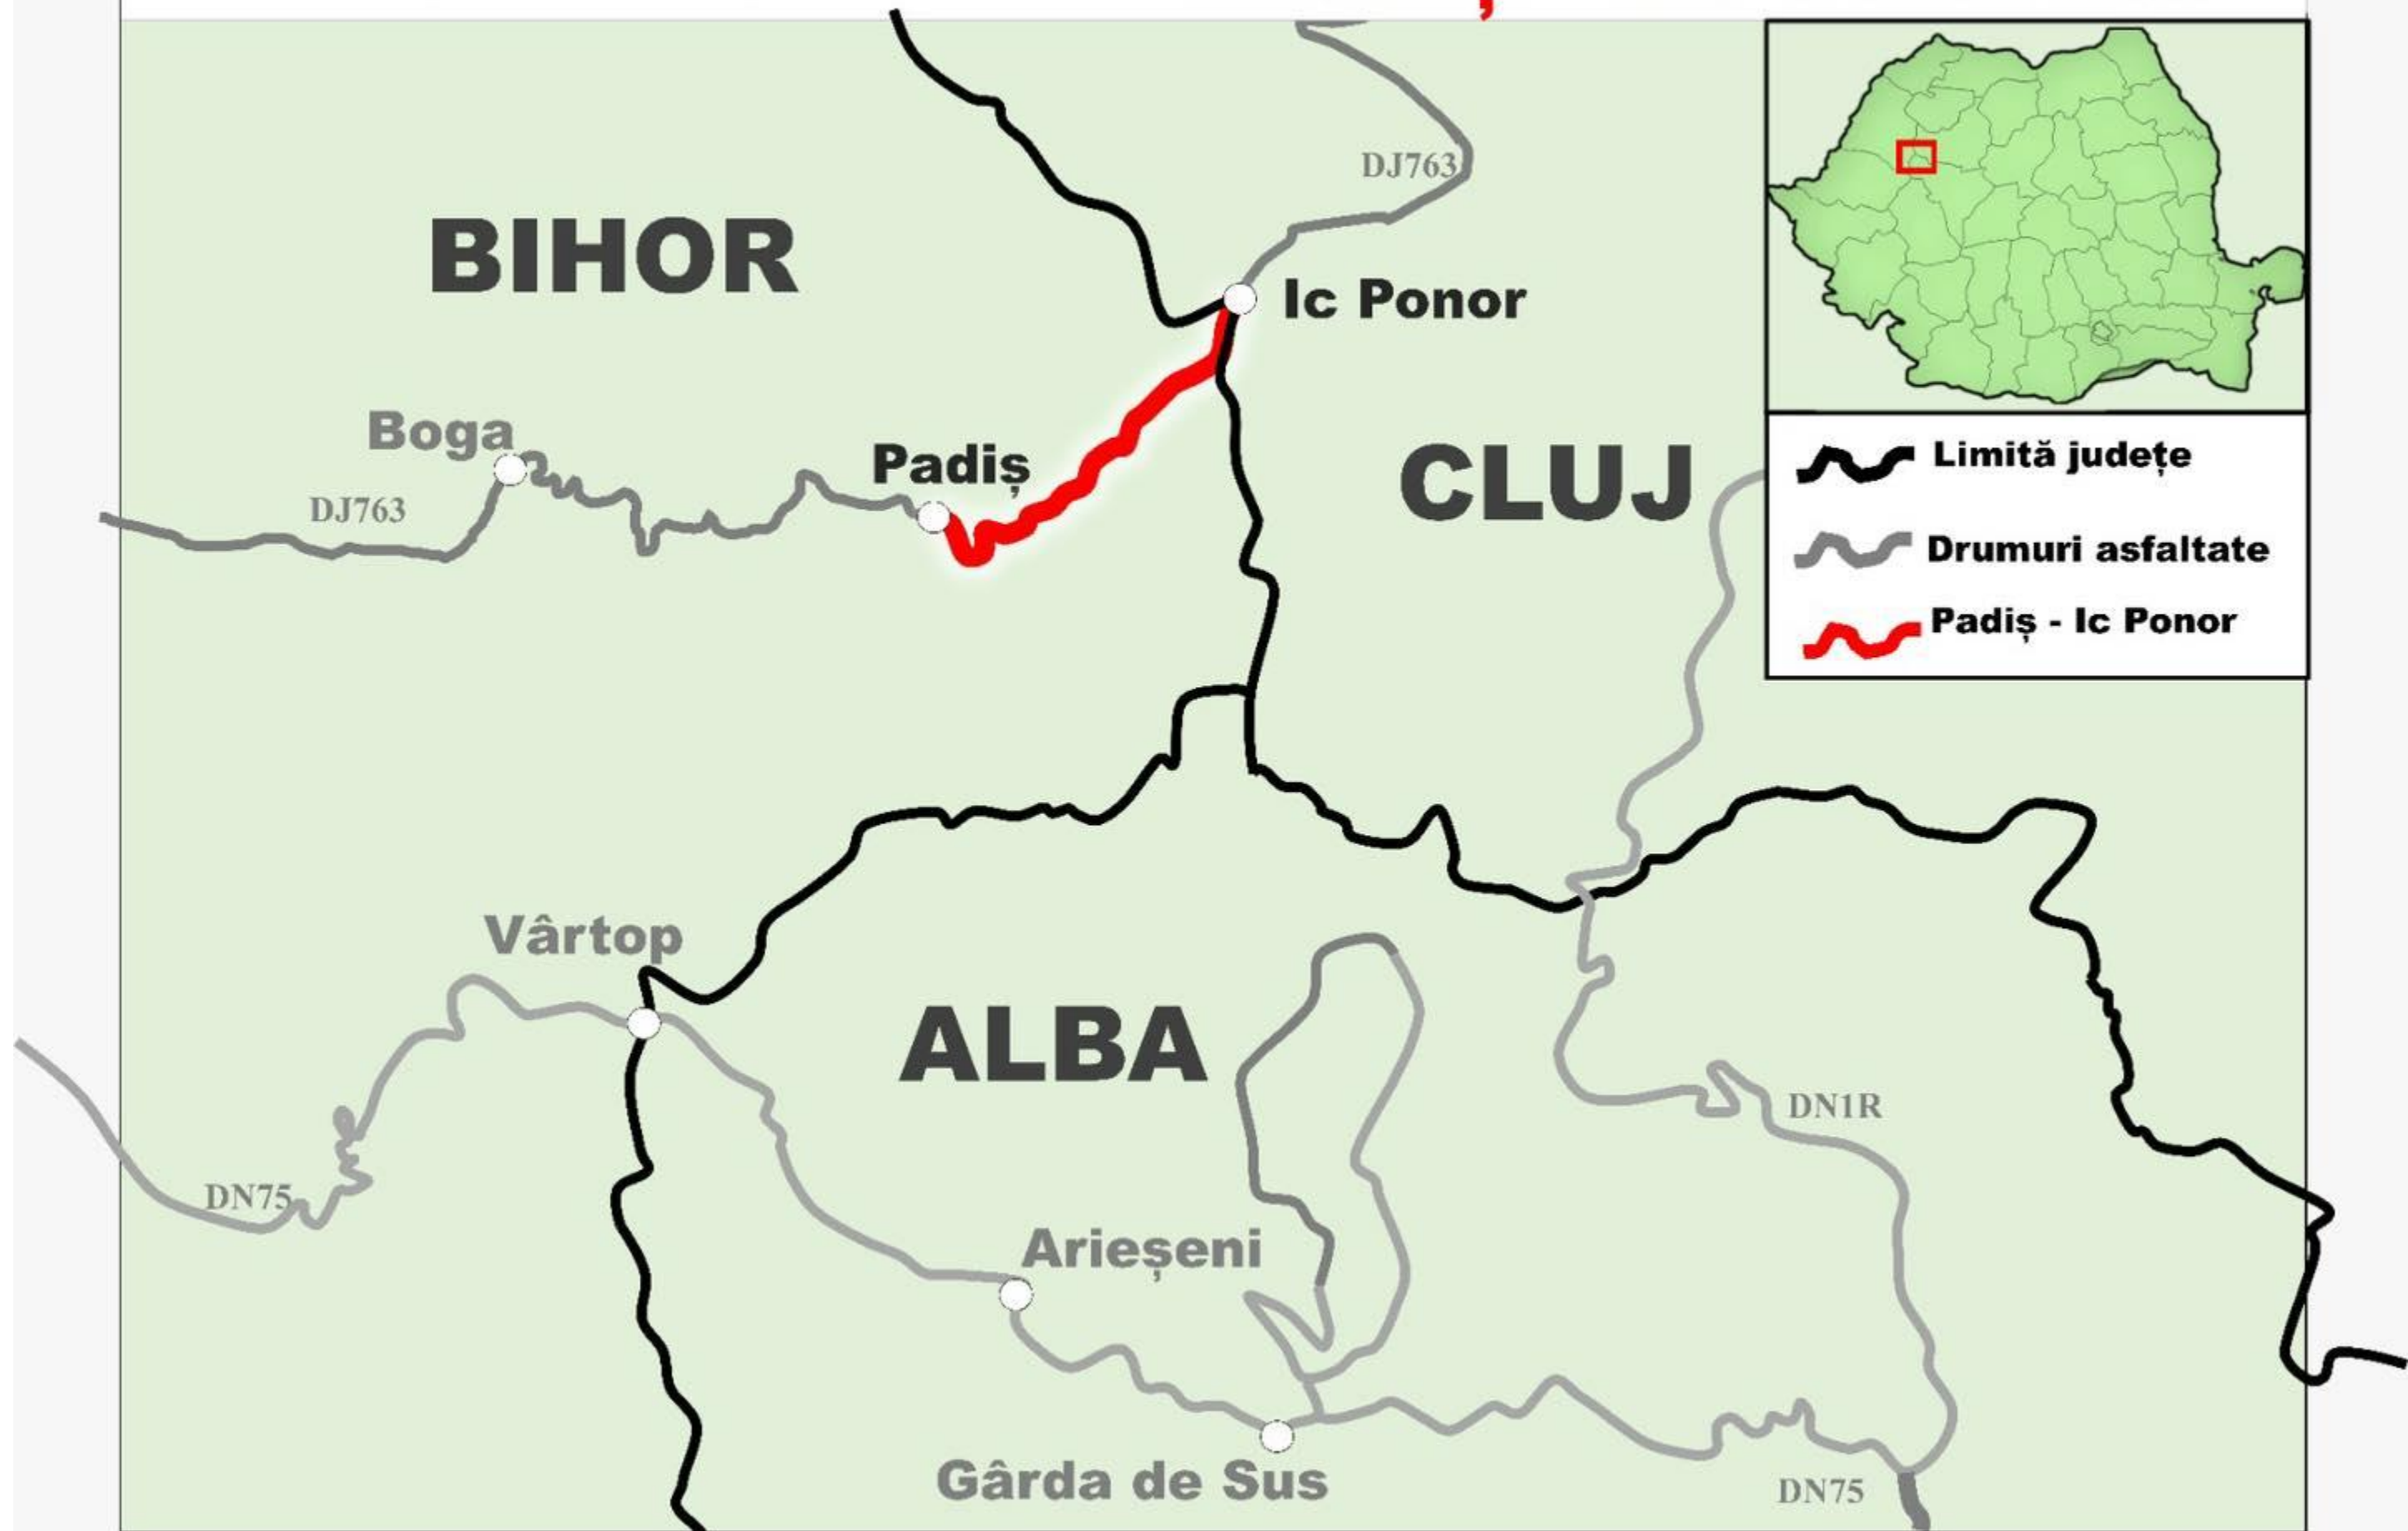 DJ763
BIHOR
Ic Ponor
Boga
Padiș
CLUJ
DJ763
Limită județe
Drumuri asfaltate
Padiș - Ic Ponor
Vârtop
ALBA
DN1R
DN75
Arieșeni
Gârda de Sus
DN75